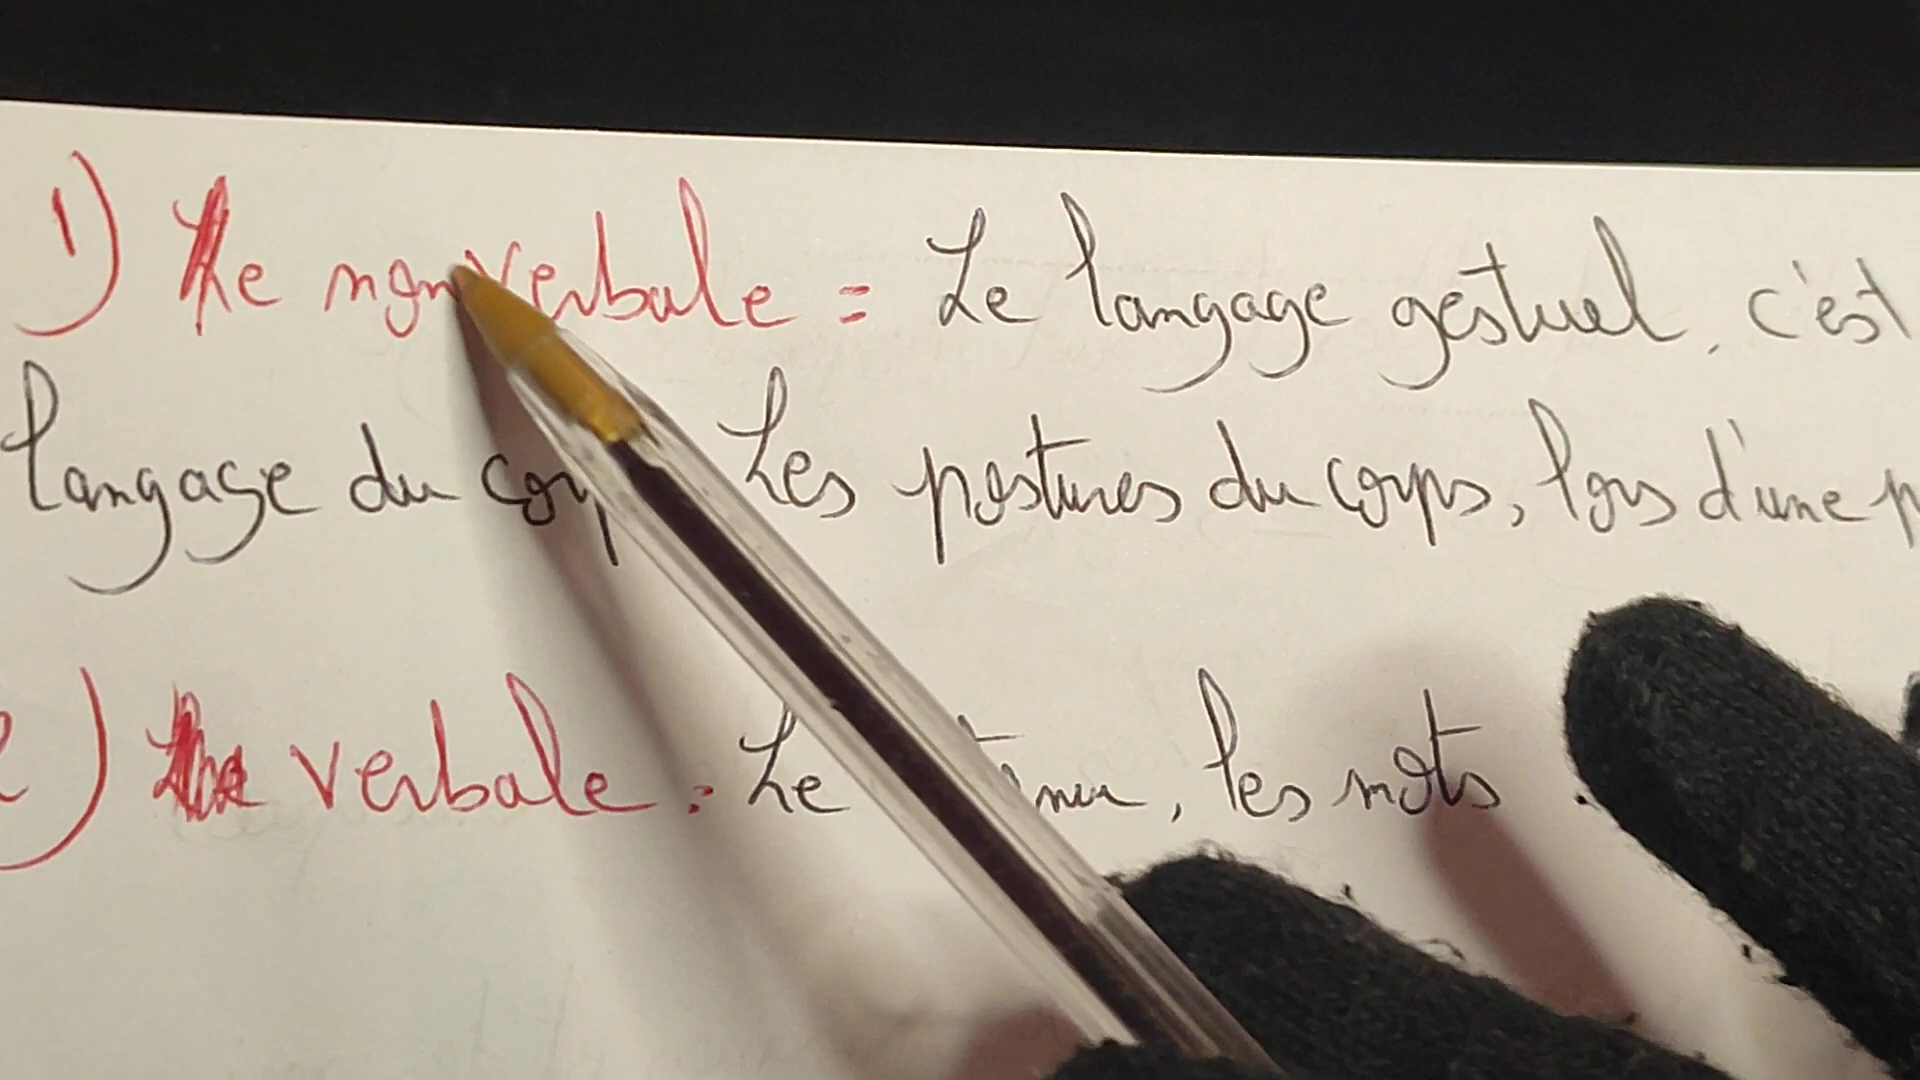 1) Le non verbale = Le langage gestuel, c'est
langage du Les postures du corps, lors d'une
2) verbale : Le les mots.